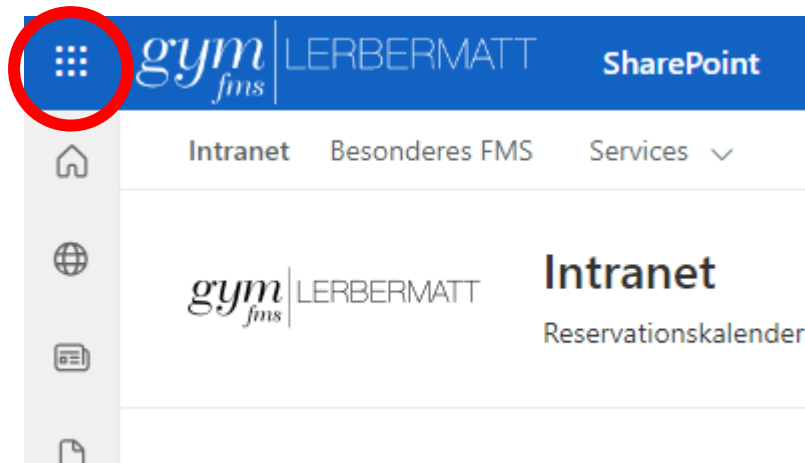 gym fms LERBERMATT SharePoint
Intranet Besonderes FMS Services
gym fms LERBERMATT
Intranet
Reservationskalender